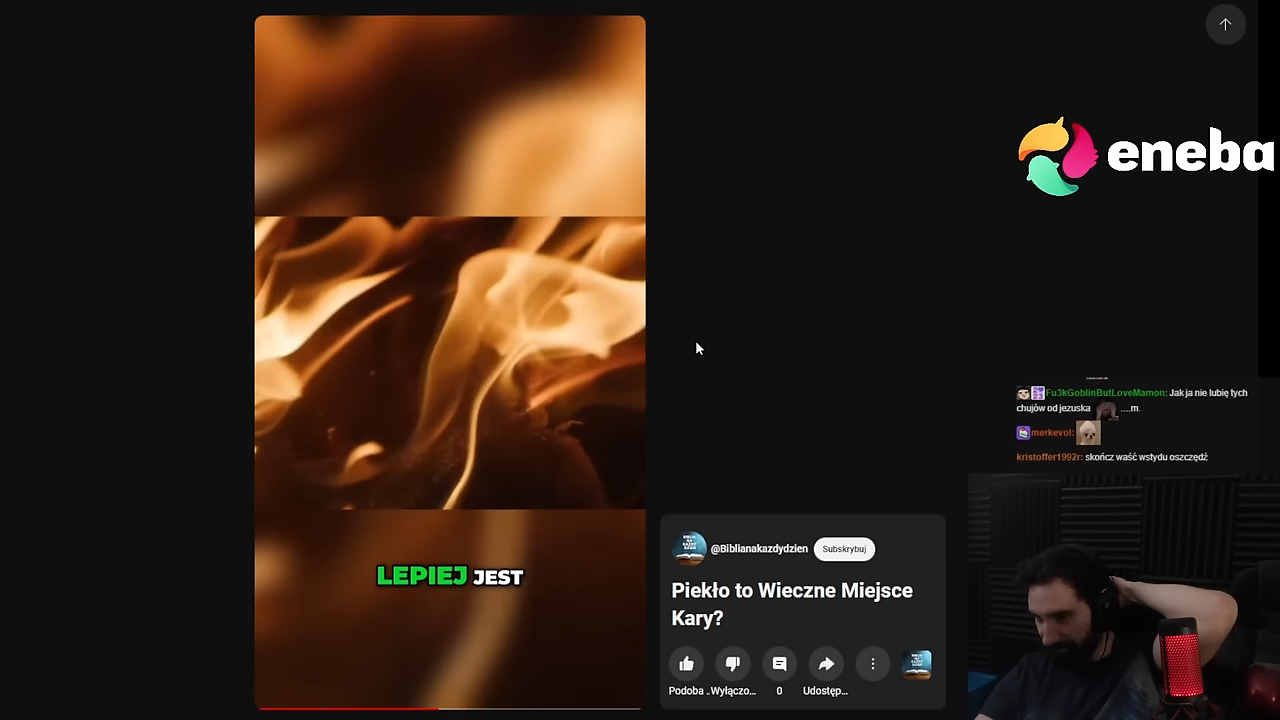 eneba
Fu3kGoblinButLoveMamon: Jak ja nie lubię tych
chujów od jezuska ....m.
merkevol:
kristoffer1992r: skończ waść wstydu oszczędź
@Biblianakazdydzien
Subskrybuj
LEPIEJ JEST
Piekło to Wieczne Miejsce
Kary?
Podoba ..
Wyłączo...
0
Udostęp...